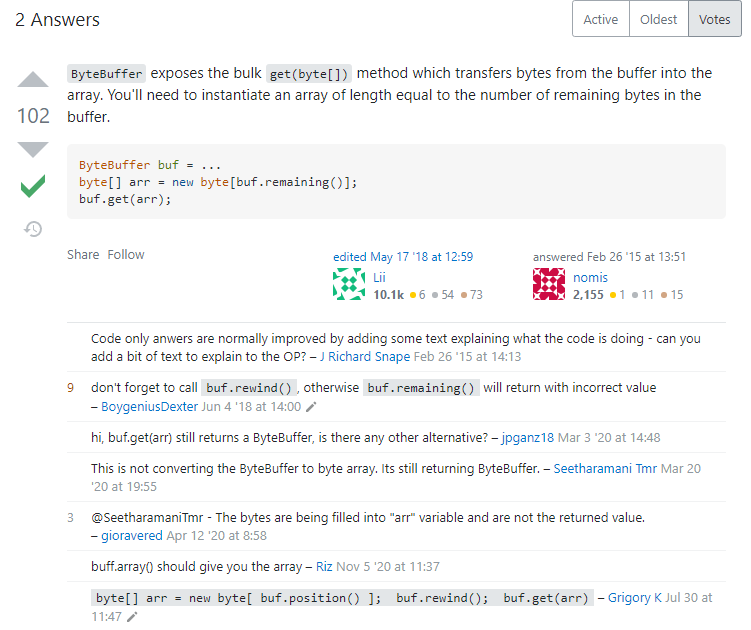 2 Answers
Active Oldest Votes
ByteBuffer exposes the bulk get(byte[]) method which transfers bytes from the buffer into the
array. You'll need to instantiate an array of length equal to the number of remaining bytes in the
buffer.
102
ByteBuffer buf = ...
byte[] arr = new byte[buf.remaining()];
buf.get(arr);
Share Follow
edited May 17 '18 at 12:59
Lii
10.1k 6 54 73
answered Feb 26 '15 at 13:51
nomis
2,155 1 11 15
Code only anwers are normally improved by adding some text explaining what the code is doing - can you
add a bit of text to explain to the OP? – J Richard Snape Feb 26 '15 at 14:13
9 don't forget to call buf.rewind(), otherwise buf.remaining() will return with incorrect value
– BoygeniusDexter Jun 4 '18 at 14:00
hi, buf.get(arr) still returns a ByteBuffer, is there any other alternative? – jpganz18 Mar 3 '20 at 14:48
This is not converting the ByteBuffer to byte array. Its still returning ByteBuffer. – Seetharamani Tmr Mar 20
'20 at 19:55
3 @SeetharamaniTmr - The bytes are being filled into "arr" variable and are not the returned value.
– gioravered Apr 12 '20 at 8:58
buff.array() should give you the array – Riz Nov 5 '20 at 11:37
byte[] arr = new byte[ buf.position() ]; buf.rewind(); buf.get(arr) – Grigory K Jul 30 at
11:47